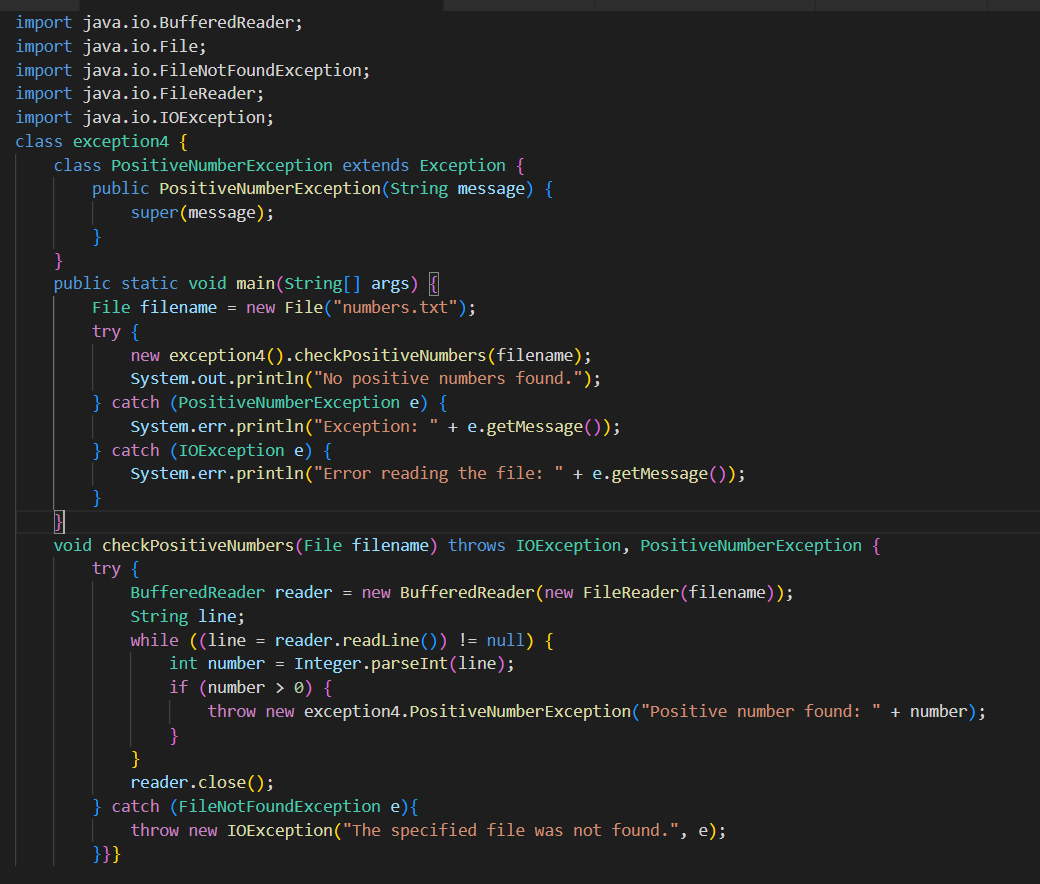 import java.io.BufferedReader;
import java.io.File;
import java.io.FileNotFoundException;
import java.io.FileReader;
import java.io.IOException;
class exception4 {
    class PositiveNumberException extends Exception {
        public PositiveNumberException(String message) {
            super(message);
        }
    }
    public static void main(String[] args) {
        File filename = new File("numbers.txt");
        try {
            new exception4().checkPositiveNumbers(filename);
            System.out.println("No positive numbers found.");
        } catch (PositiveNumberException e) {
            System.err.println("Exception: " + e.getMessage());
        } catch (IOException e) {
            System.err.println("Error reading the file: " + e.getMessage());
        }
    }
    void checkPositiveNumbers(File filename) throws IOException, PositiveNumberException {
        try {
            BufferedReader reader = new BufferedReader(new FileReader(filename));
            String line;
            while ((line = reader.readLine()) != null) {
                int number = Integer.parseInt(line);
                if (number > 0) {
                    throw new exception4.PositiveNumberException("Positive number found: " + number);
                }
            }
            reader.close();
        } catch (FileNotFoundException e){
            throw new IOException("The specified file was not found.", e);
        }}}